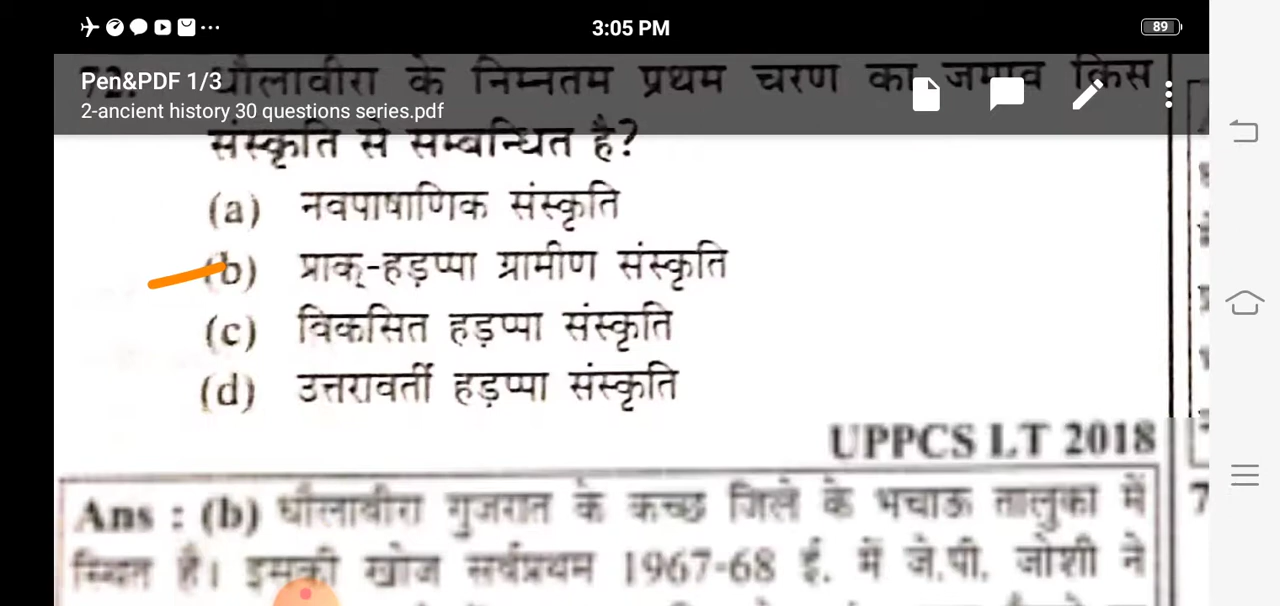 3:05 PM
89
Pen&PDF 1/3
2-ancient history 30 questions series.pdf
72. धौलावीरा के निम्नतम प्रथम चरण का जमाव किस
संस्कृति से सम्बन्धित है?
(a) नवपाषाणिक संस्कृति
(b) प्राक्-हड़प्पा ग्रामीण संस्कृति
(c) विकसित हड़प्पा संस्कृति
(d) उत्तरावर्ती हड़प्पा संस्कृति
UPPCS LT 2018
Ans : (b) धौलावीरा गुजरात के कच्छ जिले के भचाऊ तालुका में
स्थित है। इसकी खोज सर्वप्रथम 1967-68 ई. में जे.पी. जोशी ने